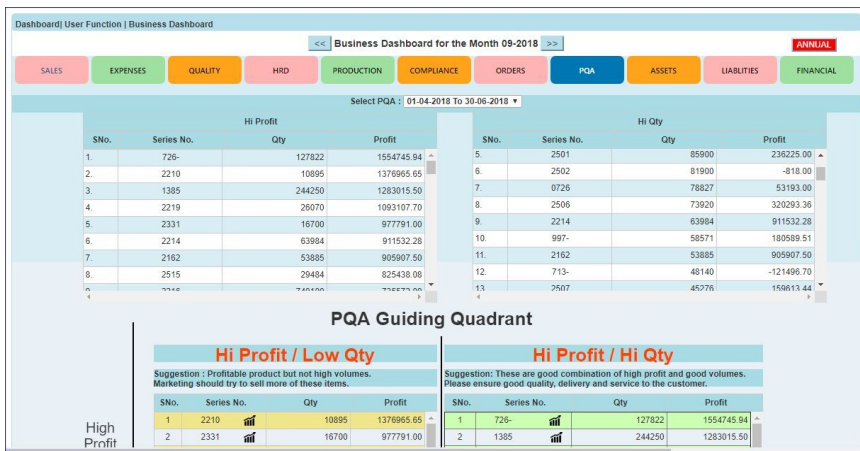 Dashboard| User Function | Business Dashboard
<< Business Dashboard for the Month 09-2018 >>
ANNUAL
SALES EXPENSES QUALITY HRD PRODUCTION COMPLIANCE ORDERS PQA ASSETS LIABLITIES FINANCIAL
Select PQA : 01-04-2018 To 30-06-2018
Hi Profit
SNo. Series No. Qty Profit
1. 726- 127822 1554745.94
2. 2210 10895 1376965.65
3. 1385 244250 1283015.50
4. 2219 26070 1093107.70
5. 2331 16700 977791.00
6. 2214 63984 911532.28
7. 2162 53885 905907.50
8. 2515 29484 825438.08
Hi Qty
SNo. Series No. Qty Profit
5. 2501 85900 236225.00
6. 2502 81900 -818.00
7. 0726 78827 53193.00
8. 2506 73920 320293.36
9. 2214 63984 911532.28
10. 997- 58571 180589.51
11. 2162 53885 905907.50
12. 713- 48140 -121496.70
13 2507 45276 159613.44
PQA Guiding Quadrant
High
Profit
Hi Profit / Low Qty
Suggestion : Profitable product but not high volumes.
Marketing should try to sell more of these items.
SNo. Series No. Qty Profit
1 2210 10895 1376965.65
2 2331 16700 977791.00
Hi Profit / Hi Qty
Suggestion: These are good combination of high profit and good volumes.
Please ensure good quality, delivery and service to the customer.
SNo. Series No. Qty Profit
1 726- 127822 1554745.94
2 1385 244250 1283015.50